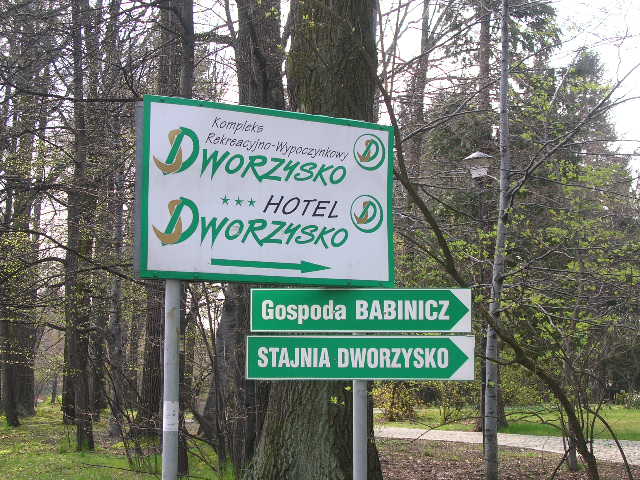 Kompleks
Rekreacyjno-Wypoczynkowy
DWORZYSKO
*** HOTEL
DWORZYSKO
Gospoda BABINICZ
STAJNIA DWORZYSKO